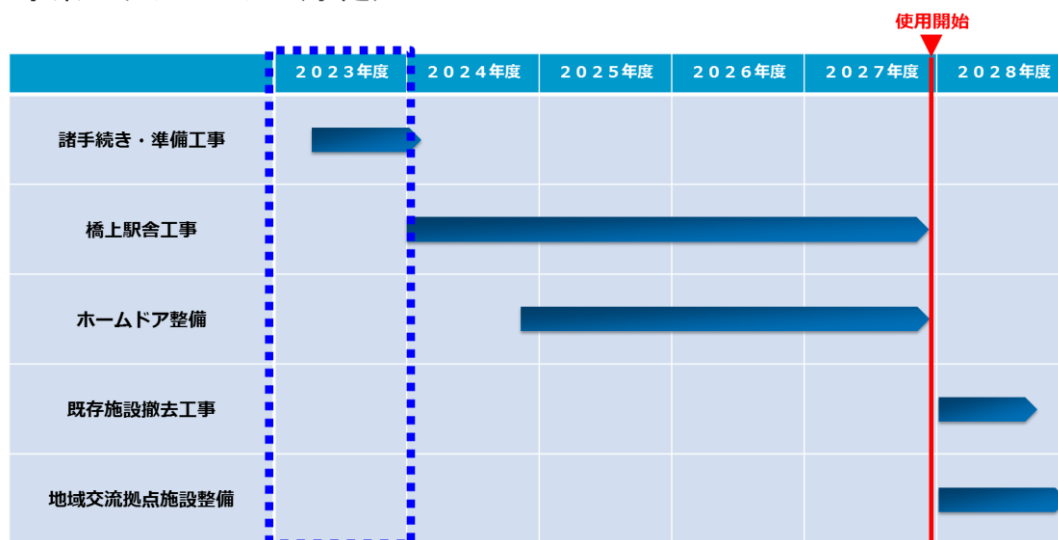 使用開始
２０２３年度 ２０２４年度 ２０２５年度 ２０２６年度 ２０２７年度 ２０２８年度
諸手続き・準備工事
橋上駅舎工事
ホームドア整備
既存施設撤去工事
地域交流拠点施設整備